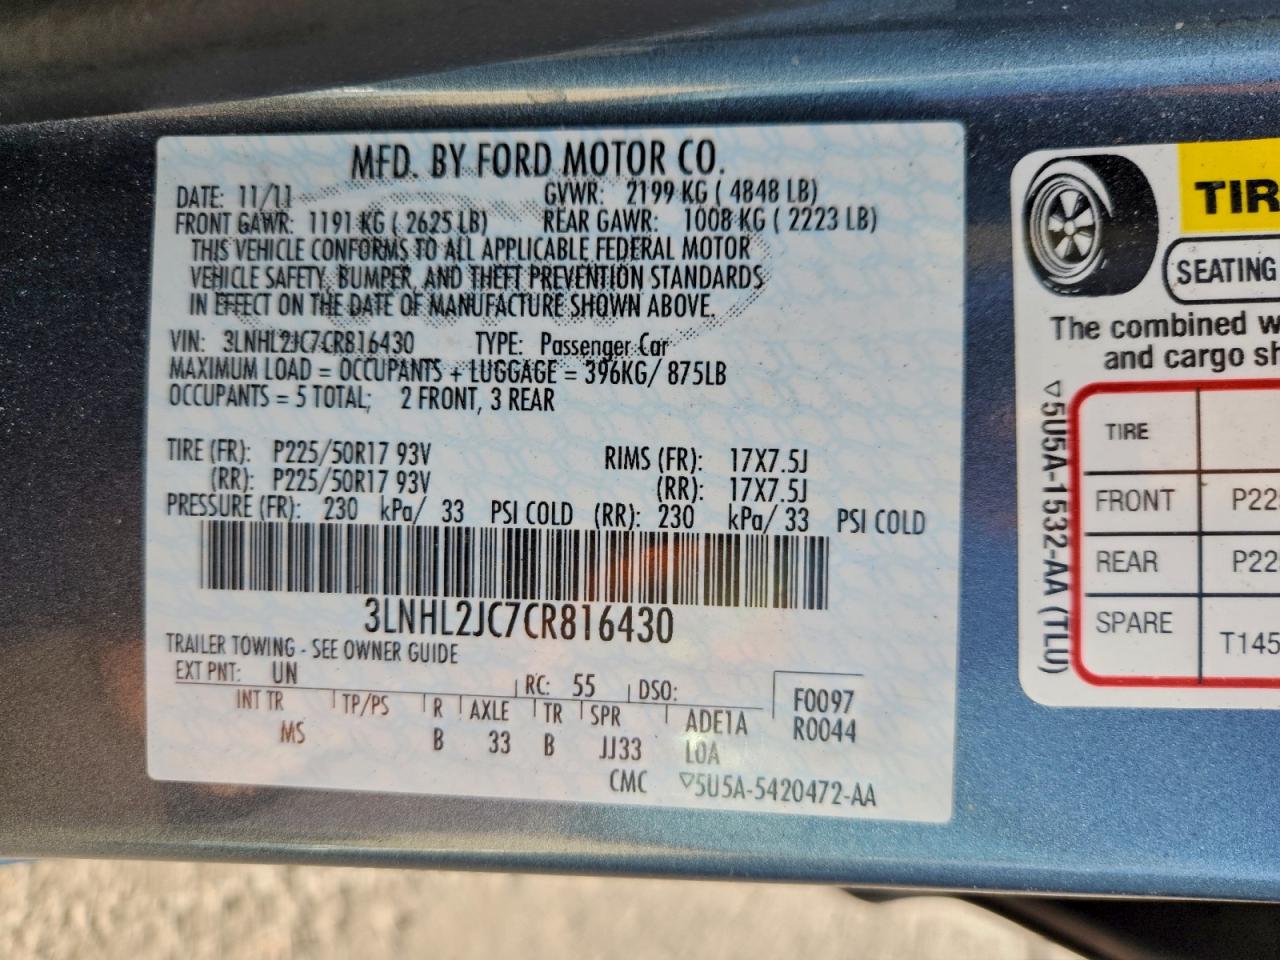 MFD. BY FORD MOTOR CO.
DATE: 11/11 GVWR: 2199 KG ( 4848 LB)
FRONT GAWR: 1191 KG ( 2625 LB) REAR GAWR: 1008 KG ( 2223 LB)
THIS VEHICLE CONFORMS TO ALL APPLICABLE FEDERAL MOTOR
VEHICLE SAFETY, BUMPER, AND THEFT PREVENTION STANDARDS
IN EFFECT ON THE DATE OF MANUFACTURE SHOWN ABOVE.
VIN: 3LNHL2JC7CR816430 TYPE: Passenger Car
MAXIMUM LOAD = OCCUPANTS + LUGGAGE = 396KG/ 875LB
OCCUPANTS = 5 TOTAL; 2 FRONT, 3 REAR
TIRE (FR): P225/50R17 93V RIMS (FR): 17X7.5J
(RR): P225/50R17 93V (RR): 17X7.5J
PRESSURE (FR): 230 kPa/ 33 PSI COLD (RR): 230 kPa/ 33 PSI COLD
3LNHL2JC7CR816430
TRAILER TOWING - SEE OWNER GUIDE
EXT PNT: UN RC: 55 DSO:
INT TR TP/PS R AXLE TR SPR ADE1A F0097
MS B 33 B JJ33 LOA R0044
CMC ▽5U5A-5420472-AA
TIR
SEATING
The combined w
and cargo sh
TIRE
FRONT P22
REAR P22
SPARE T145
▽5U5A-1532-AA (TLU)